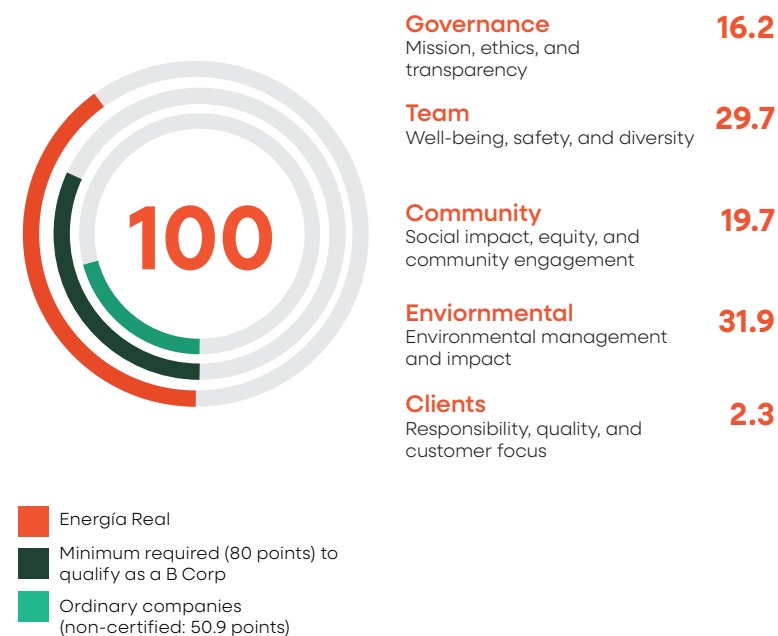 100
Governance
16.2
Mission, ethics, and
transparency
Team
29.7
Well-being, safety, and diversity
Community
19.7
Social impact, equity, and
community engagement
Enviornmental
31.9
Environmental management
and impact
Clients
2.3
Responsibility, quality, and
customer focus
Energía Real
Minimum required (80 points) to
qualify as a B Corp
Ordinary companies
(non-certified: 50.9 points)